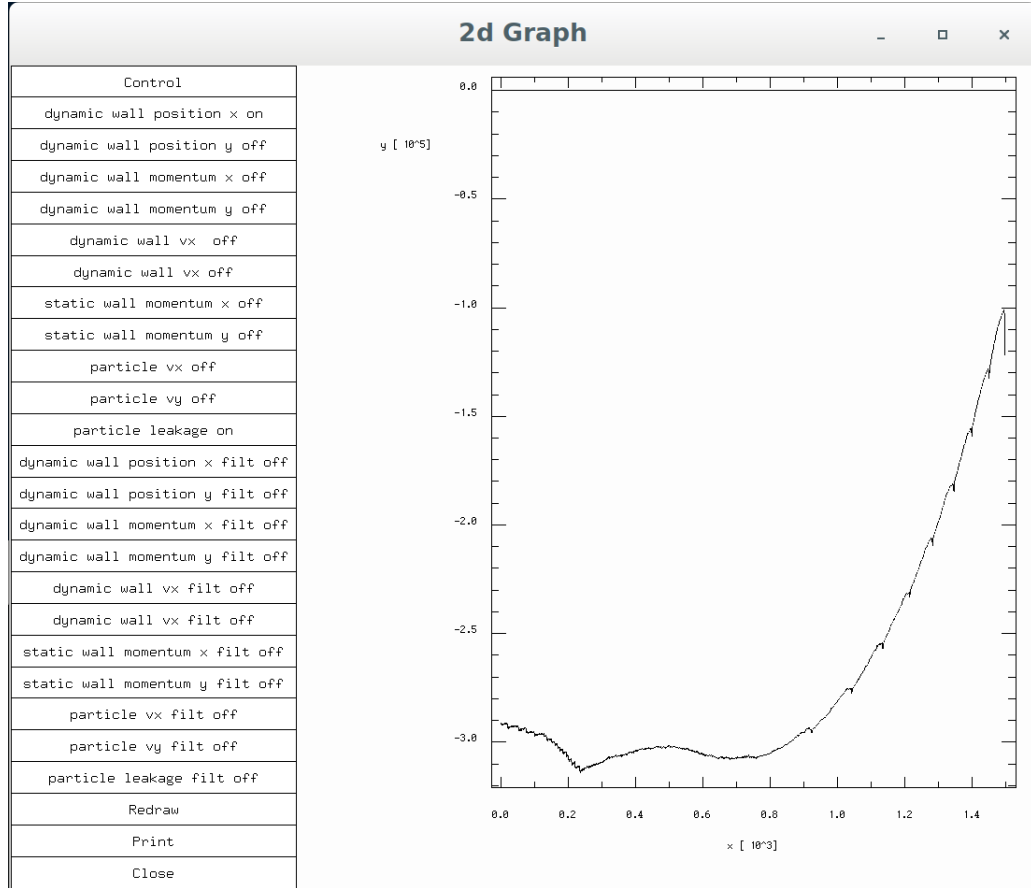 2d Graph
Control
dynamic wall position x on
dynamic wall position y off
dynamic wall momentum x off
dynamic wall momentum y off
dynamic wall vx  off
dynamic wall vx off
static wall momentum x off
static wall momentum y off
particle vx off
particle vy off
particle leakage on
dynamic wall position x filt off
dynamic wall position y filt off
dynamic wall momentum x filt off
dynamic wall momentum y filt off
dynamic wall vx filt off
dynamic wall vx filt off
static wall momentum x filt off
static wall momentum y filt off
particle vx filt off
particle vy filt off
particle leakage filt off
Redraw
Print
Close
y [ 10^5]
0.0
-0.5
-1.0
-1.5
-2.0
-2.5
-3.0
0.0 0.2 0.4 0.6 0.8 1.0 1.2 1.4
x [ 10^3]